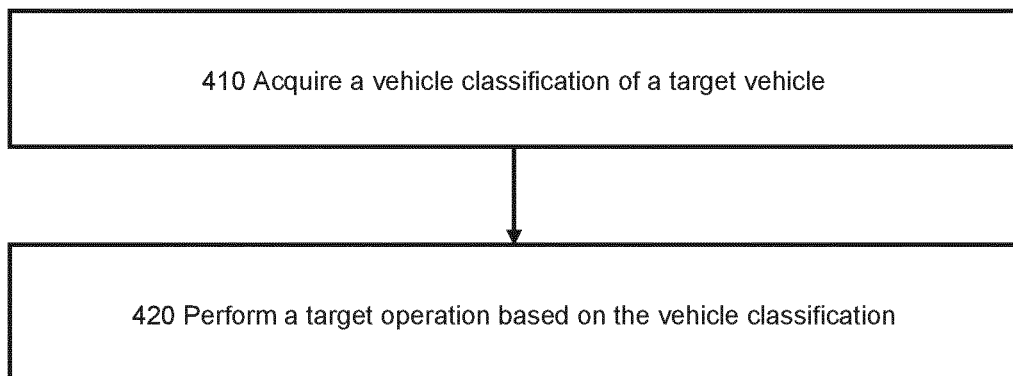 410 Acquire a vehicle classification of a target vehicle
420 Perform a target operation based on the vehicle classification